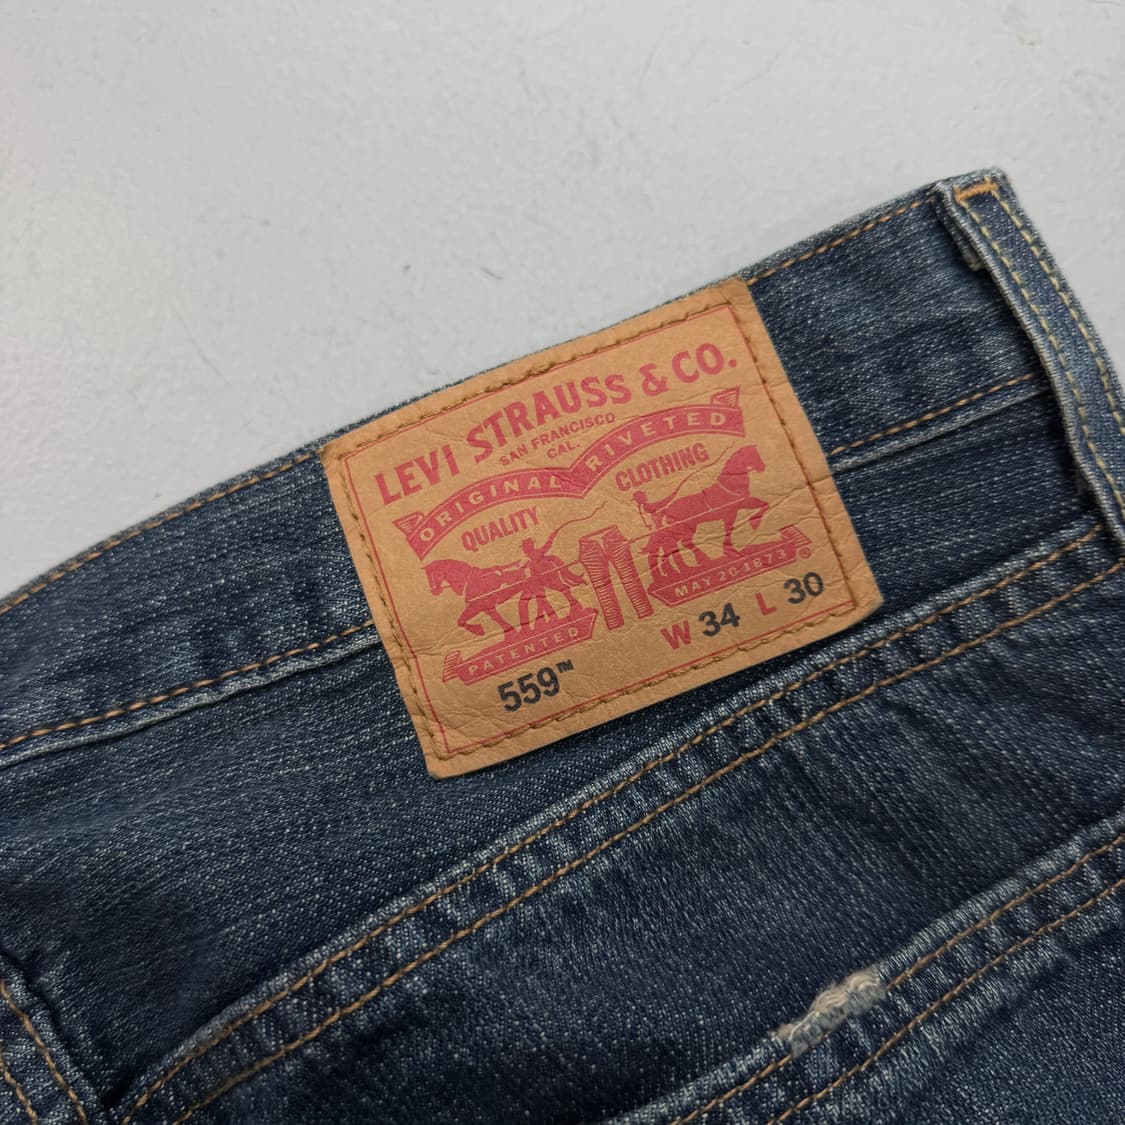 LEVI STRAUSS & CO.
SAN FRANCISCO
CAL.
ORIGINAL RIVETED
QUALITY CLOTHING
PATENTED MAY 20 1873 ®
559™ W 34 L 30